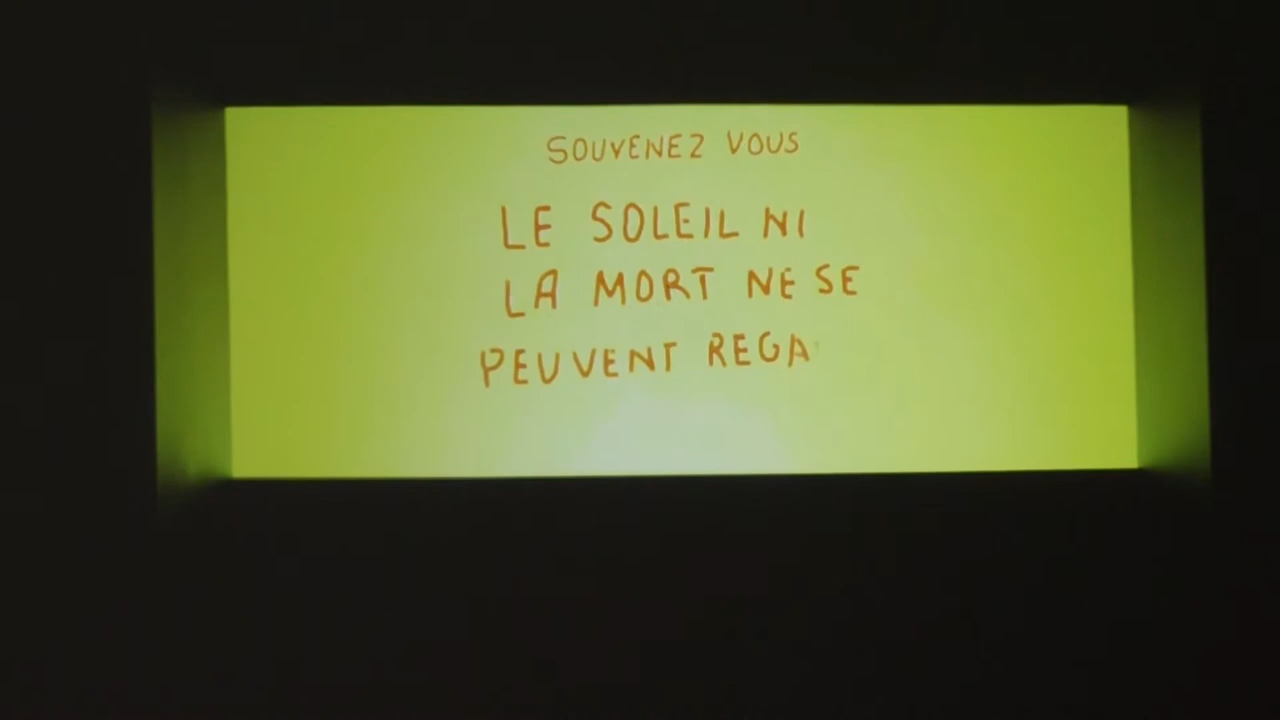 SOUVENEZ VOUS
LE SOLEIL NI
LA MORT NE SE
PEUVENT REGA